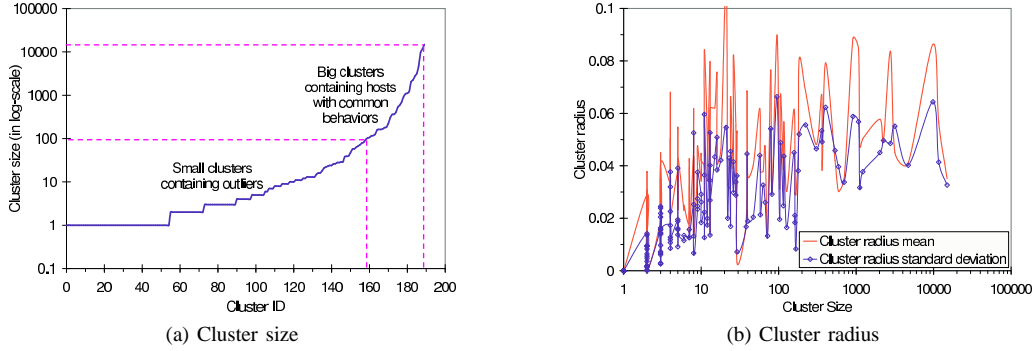 100000
10000
1000
100
10
1
0.1
Cluster size (in log-scale)
Big clusters
containing hosts
with common
behaviors
Small clusters
containing outliers
0 20 40 60 80 100 120 140 160 180 200
Cluster ID
(a) Cluster size
0.1
0.08
0.06
0.04
0.02
0
Cluster radius
Cluster radius mean
Cluster radius standard deviation
1 10 100 1000 10000 100000
Cluster Size
(b) Cluster radius